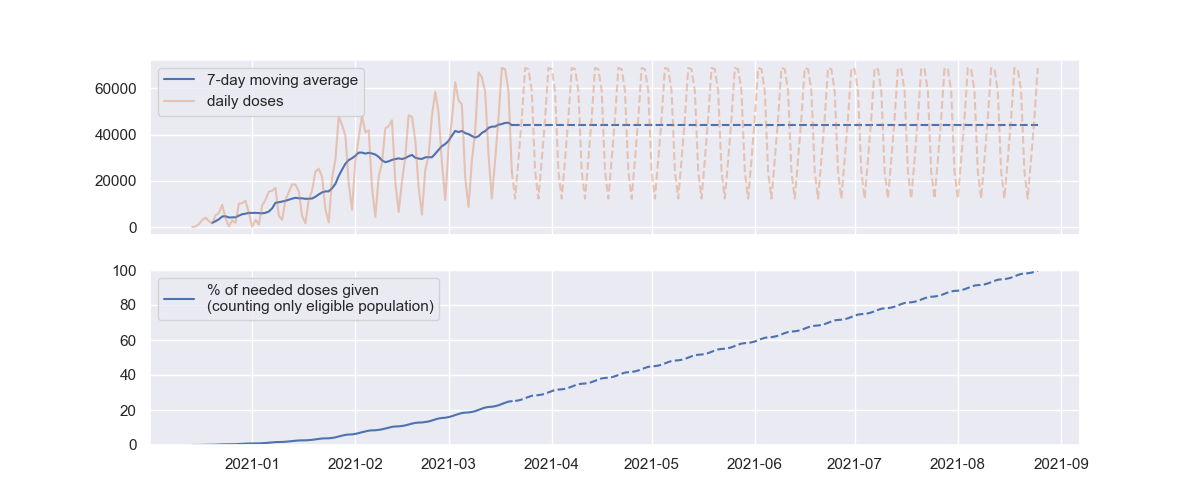 7-day moving average
daily doses
60000
40000
20000
0
% of needed doses given
(counting only eligible population)
100
80
60
40
20
0
2021-01 2021-02 2021-03 2021-04 2021-05 2021-06 2021-07 2021-08 2021-09